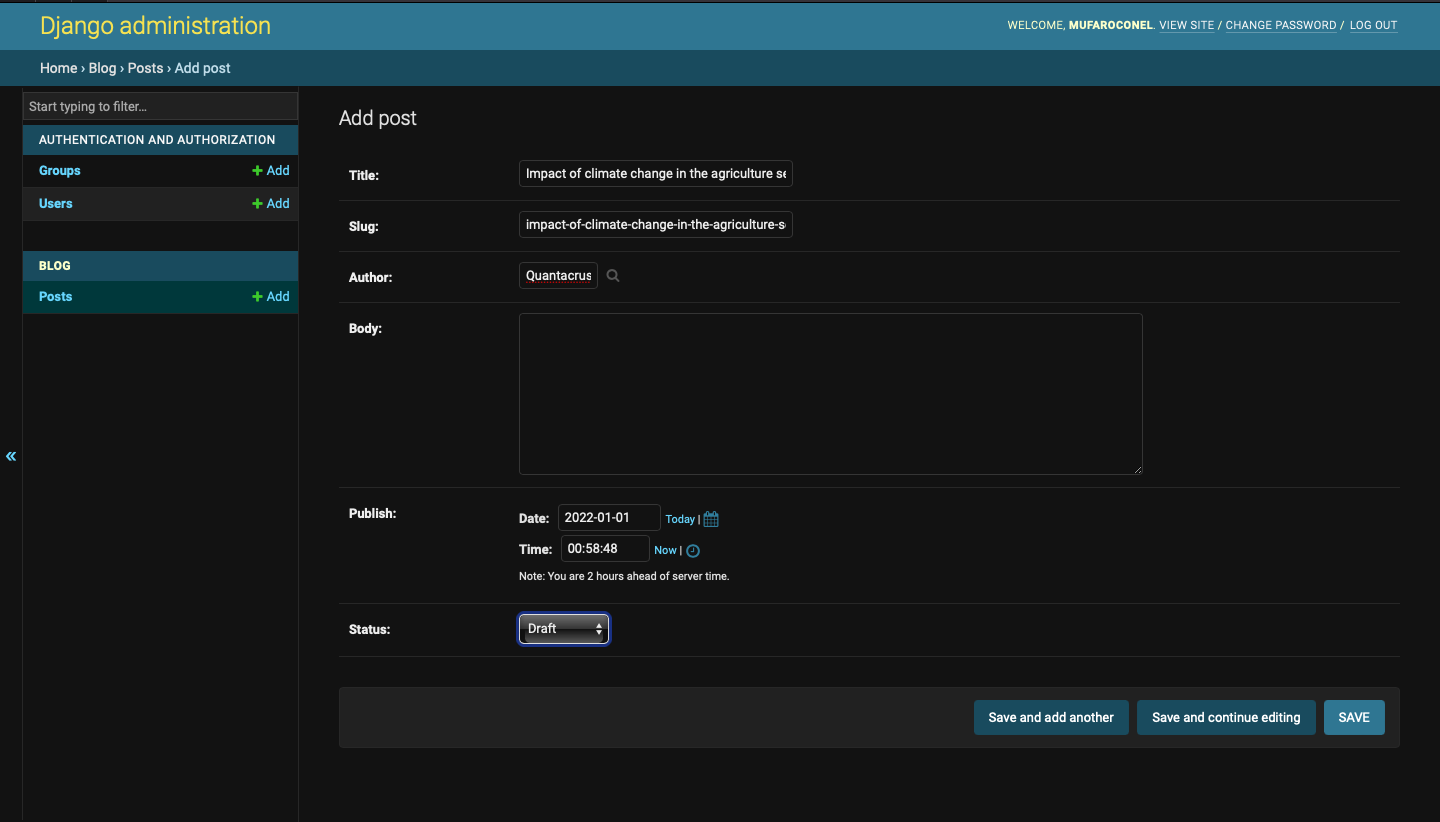 Django administration
WELCOME, MUFAROCONEL. VIEW SITE / CHANGE PASSWORD / LOG OUT
Home › Blog › Posts › Add post
Start typing to filter…
AUTHENTICATION AND AUTHORIZATION
Groups + Add
Users + Add
BLOG
Posts + Add
«
Add post
Title: Impact of climate change in the agriculture se
Slug: impact-of-climate-change-in-the-agriculture-s
Author: Quantacrus
Body:
Publish:
Date: 2022-01-01 Today |
Time: 00:58:48 Now |
Note: You are 2 hours ahead of server time.
Status: Draft
Save and add another Save and continue editing SAVE